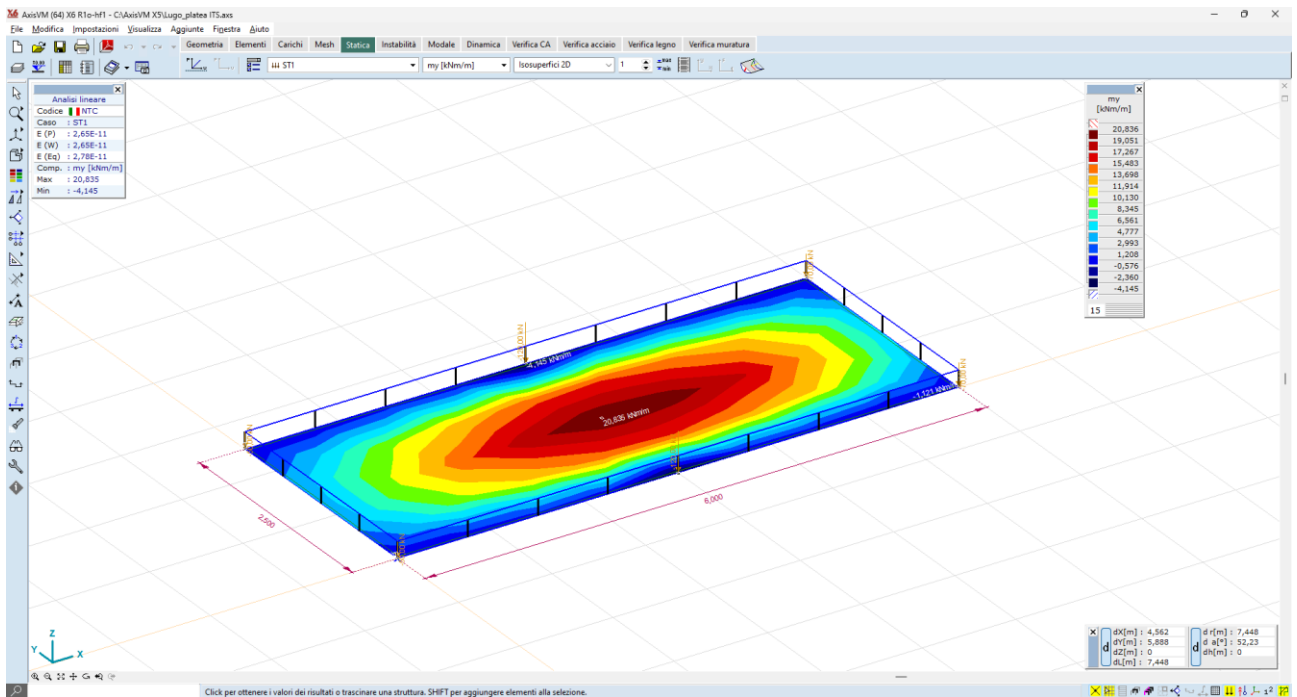 AxisVM (64) X6 R1o-hf1 - C:\AxisVM X5\Lugo_platea ITS.axs
File Modifica Impostazioni Visualizza Aggiunte Finestra Aiuto
Geometria Elementi Carichi Mesh Statica Instabilità Modale Dinamica Verifica CA Verifica acciaio Verifica legno Verifica muratura
ST1 my [kNm/m] Isosuperfici 2D 1
Analisi lineare
Codice NTC
Caso : ST1
E (P) : 2,65E-11
E (W) : 2,65E-11
E (Eq) : 2,78E-11
Comp. : my [kNm/m]
Max : 20,835
Min : -4,145
my
[kNm/m]
20,836
19,051
17,267
15,483
13,698
11,914
10,130
8,345
6,561
4,777
2,993
1,208
-0,576
-2,360
-4,145
15
-4,145 kNm/m
20,836 kNm/m
-1,121 kNm/m
2,500
6,000
Z
Y
X
dX[m] : 4,562
dY[m] : 5,888
dZ[m] : 0
dL[m] : 7,448
d
d r[m] : 7,448
d a[°] : 52,23
dh[m] : 0
d
Click per ottenere i valori dei risultati o trascinare una struttura. SHIFT per aggiungere elementi alla selezione.